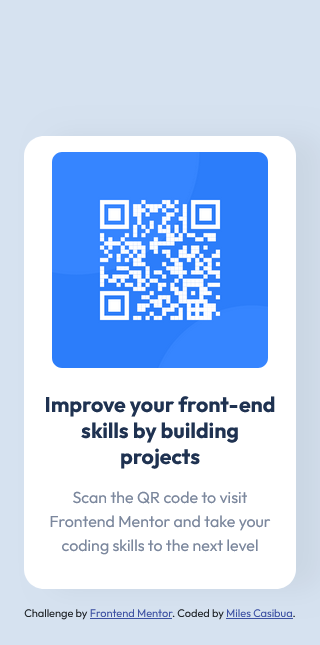 Improve your front-end
skills by building
projects
Scan the QR code to visit
Frontend Mentor and take your
coding skills to the next level
Challenge by Frontend Mentor. Coded by Miles Casibua.